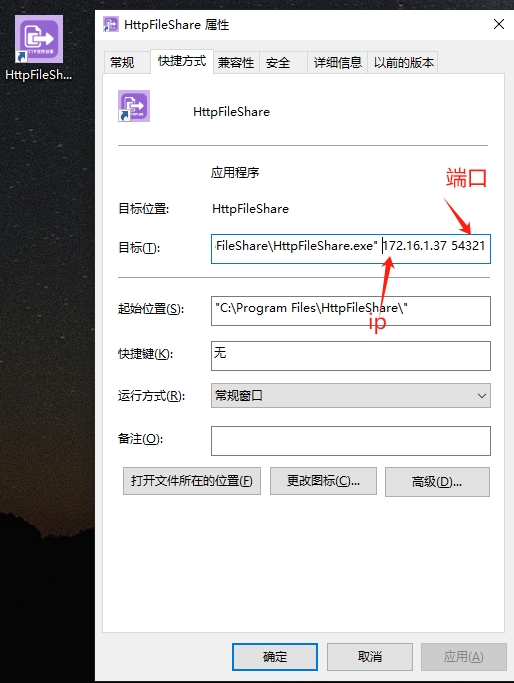 HttpFileSh...
HttpFileShare 属性
常规 快捷方式 兼容性 安全 详细信息 以前的版本
HttpFileShare
应用程序
端口
目标位置: HttpFileShare
目标(T): FileShare\HttpFileShare.exe" 172.16.1.37 54321
起始位置(S): "C:\Program Files\HttpFileShare\"
ip
快捷键(K): 无
运行方式(R): 常规窗口
备注(O):
打开文件所在的位置(F) 更改图标(C)... 高级(D)...
确定 取消 应用(A)